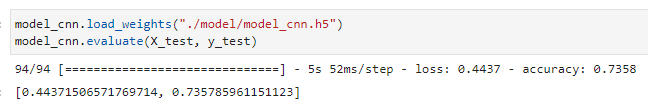 model_cnn.load_weights("./model/model_cnn.h5")
model_cnn.evaluate(X_test, y_test)
94/94 [==============================] - 5s 52ms/step - loss: 0.4437 - accuracy: 0.7358
[0.44371506571769714, 0.735785961151123]